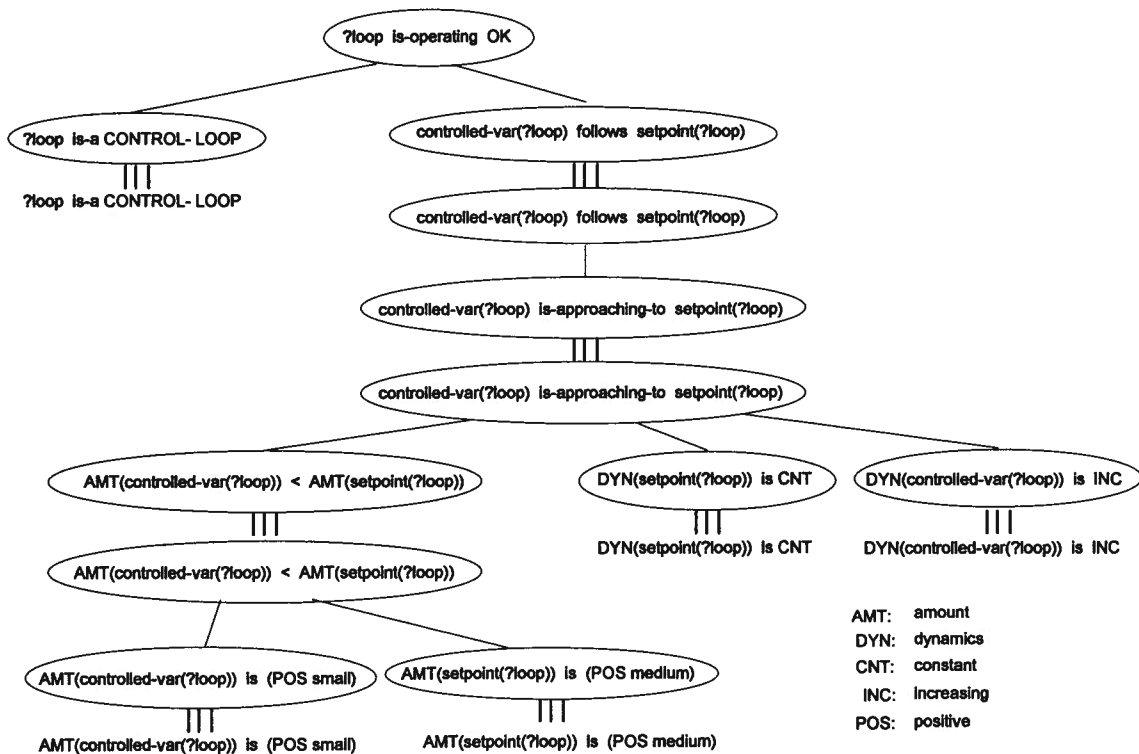 ?loop is-operating OK
?loop is-a CONTROL- LOOP
controlled-var(?loop) follows setpoint(?loop)
?loop is-a CONTROL- LOOP
controlled-var(?loop) follows setpoint(?loop)
controlled-var(?loop) is-approaching-to setpoint(?loop)
controlled-var(?loop) is-approaching-to setpoint(?loop)
AMT(controlled-var(?loop)) < AMT(setpoint(?loop))
DYN(setpoint(?loop)) is CNT
DYN(controlled-var(?loop)) is INC
DYN(setpoint(?loop)) is CNT
DYN(controlled-var(?loop)) is INC
AMT(controlled-var(?loop)) < AMT(setpoint(?loop))
AMT(controlled-var(?loop)) is (POS small)
AMT(setpoint(?loop)) is (POS medium)
AMT(controlled-var(?loop)) is (POS small)
AMT(setpoint(?loop)) is (POS medium)
AMT: amount
DYN: dynamics
CNT: constant
INC: Increasing
POS: positive